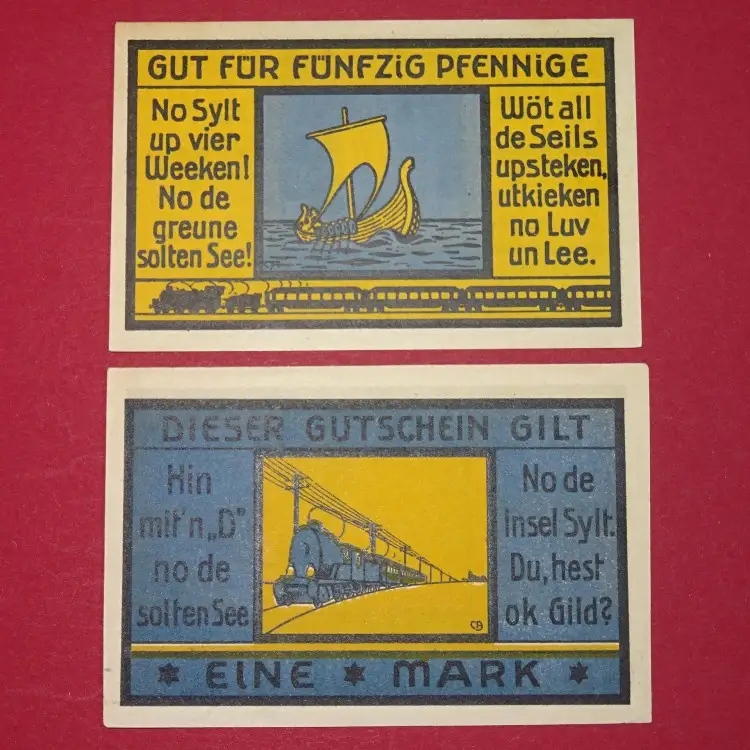 GUT FÜR FÜNFZIG PFENNIGE
No Sylt
up vier
Weeken!
No de
greune
solten See!
Wöt all
de Seils
upsteken,
utkieken
no Luv
un Lee.
DIESER GUTSCHEIN GILT
Hin
mit'n „D"
no de
solten See
No de
Insel Sylt.
Du, hest
ok Gild?
CB
* EINE * MARK *